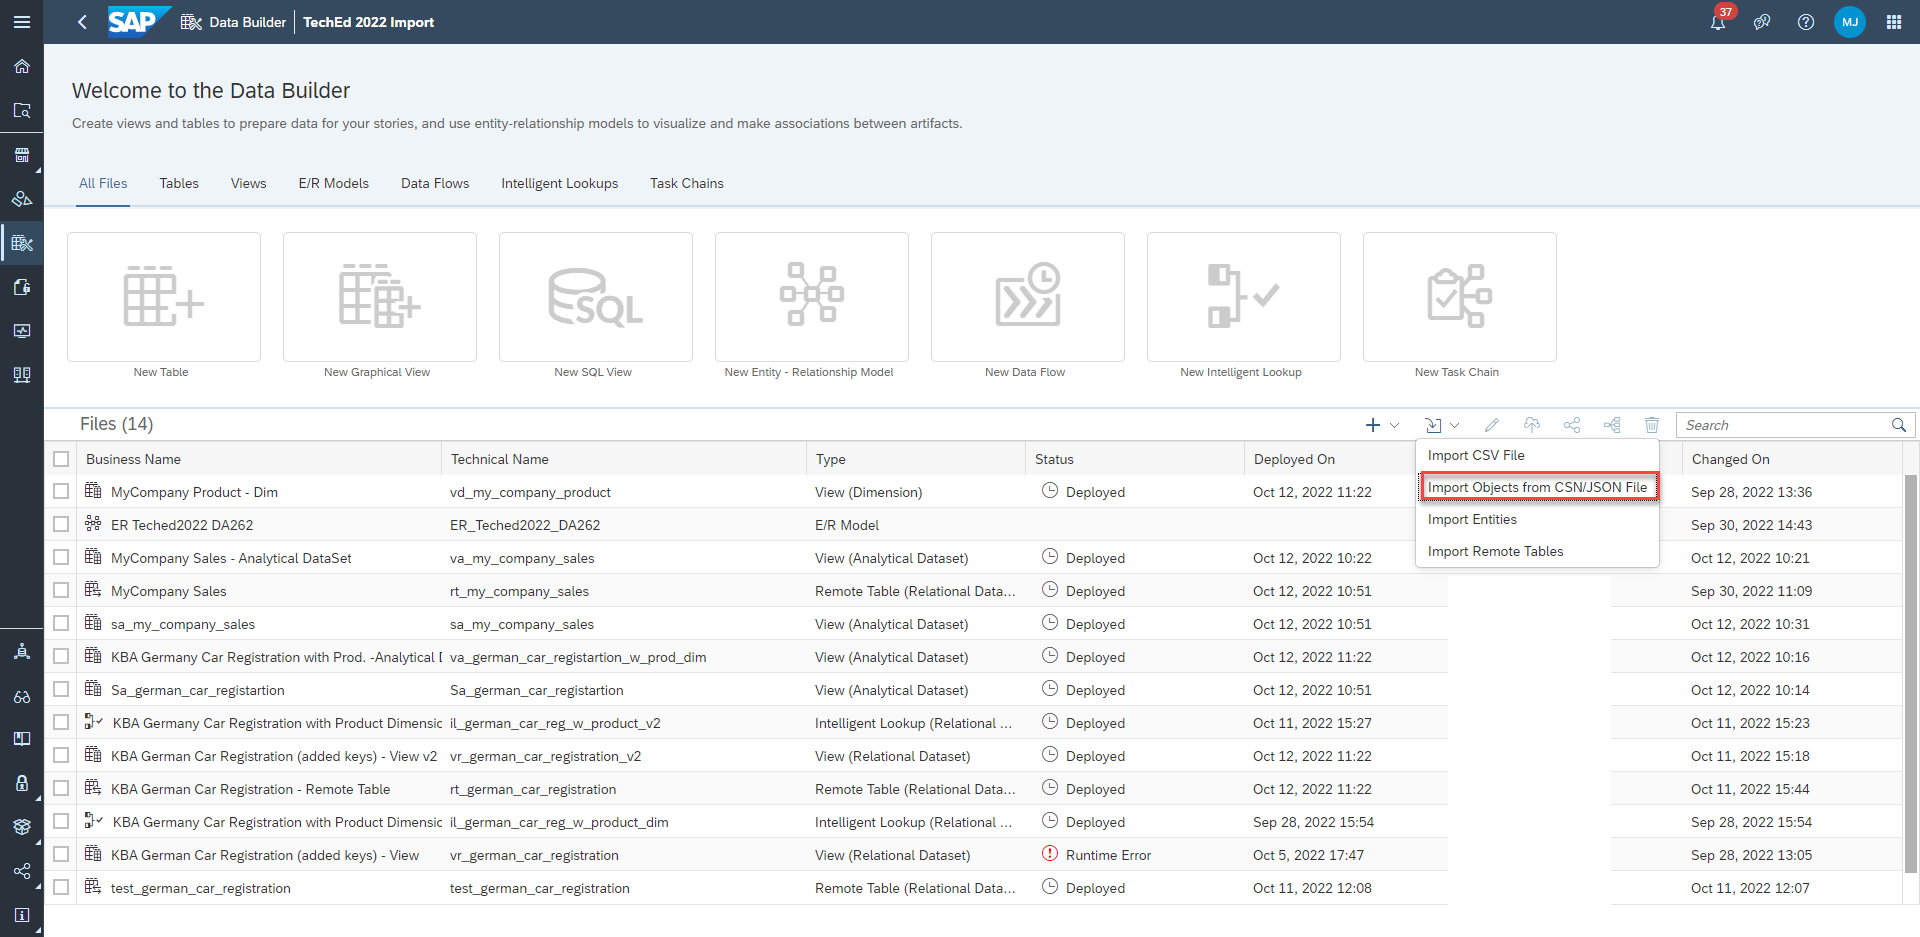 SAP Data Builder TechEd 2022 Import 37 MJ
Welcome to the Data Builder
Create views and tables to prepare data for your stories, and use entity-relationship models to visualize and make associations between artifacts.
All Files Tables Views E/R Models Data Flows Intelligent Lookups Task Chains
SQL
New Table New Graphical View New SQL View New Entity - Relationship Model New Data Flow New Intelligent Lookup New Task Chain
Files (14) Search
Business Name Technical Name Type Status Deployed On Changed On
Import CSV File
Import Objects from CSN/JSON File
Import Entities
Import Remote Tables
MyCompany Product - Dim vd_my_company_product View (Dimension) Deployed Oct 12, 2022 11:22 Sep 28, 2022 13:36
ER Teched2022 DA262 ER_Teched2022_DA262 E/R Model Sep 30, 2022 14:43
MyCompany Sales - Analytical DataSet va_my_company_sales View (Analytical Dataset) Deployed Oct 12, 2022 10:22 Oct 12, 2022 10:21
MyCompany Sales rt_my_company_sales Remote Table (Relational Data... Deployed Oct 12, 2022 10:51 Sep 30, 2022 11:09
sa_my_company_sales sa_my_company_sales View (Analytical Dataset) Deployed Oct 12, 2022 10:51 Oct 12, 2022 10:31
KBA Germany Car Registration with Prod. -Analytical va_german_car_registartion_w_prod_dim View (Analytical Dataset) Deployed Oct 12, 2022 11:22 Oct 12, 2022 10:16
Sa_german_car_registartion Sa_german_car_registartion View (Analytical Dataset) Deployed Oct 12, 2022 10:51 Oct 12, 2022 10:14
KBA Germany Car Registration with Product Dimensic il_german_car_reg_w_product_v2 Intelligent Lookup (Relational ... Deployed Oct 11, 2022 15:27 Oct 11, 2022 15:23
KBA German Car Registration (added keys) - View v2 vr_german_car_registration_v2 View (Relational Dataset) Deployed Oct 12, 2022 11:22 Oct 11, 2022 15:18
KBA German Car Registration - Remote Table rt_german_car_registration Remote Table (Relational Data... Deployed Oct 12, 2022 11:22 Oct 11, 2022 15:44
KBA Germany Car Registration with Product Dimensic il_german_car_reg_w_product_dim Intelligent Lookup (Relational ... Deployed Sep 28, 2022 15:54 Sep 28, 2022 15:54
KBA German Car Registration (added keys) - View vr_german_car_registration View (Relational Dataset) Runtime Error Oct 5, 2022 17:47 Sep 28, 2022 13:05
test_german_car_registration test_german_car_registration Remote Table (Relational Data... Deployed Oct 11, 2022 12:08 Oct 11, 2022 12:07